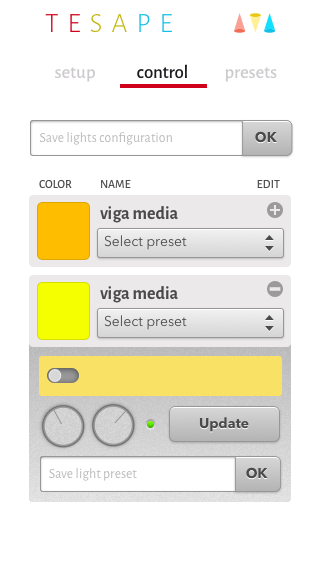 TESAPE
setup control presets
Save lights configuration OK
COLOR NAME EDIT
viga media
Select preset
viga media
Select preset
Update
Save light preset OK